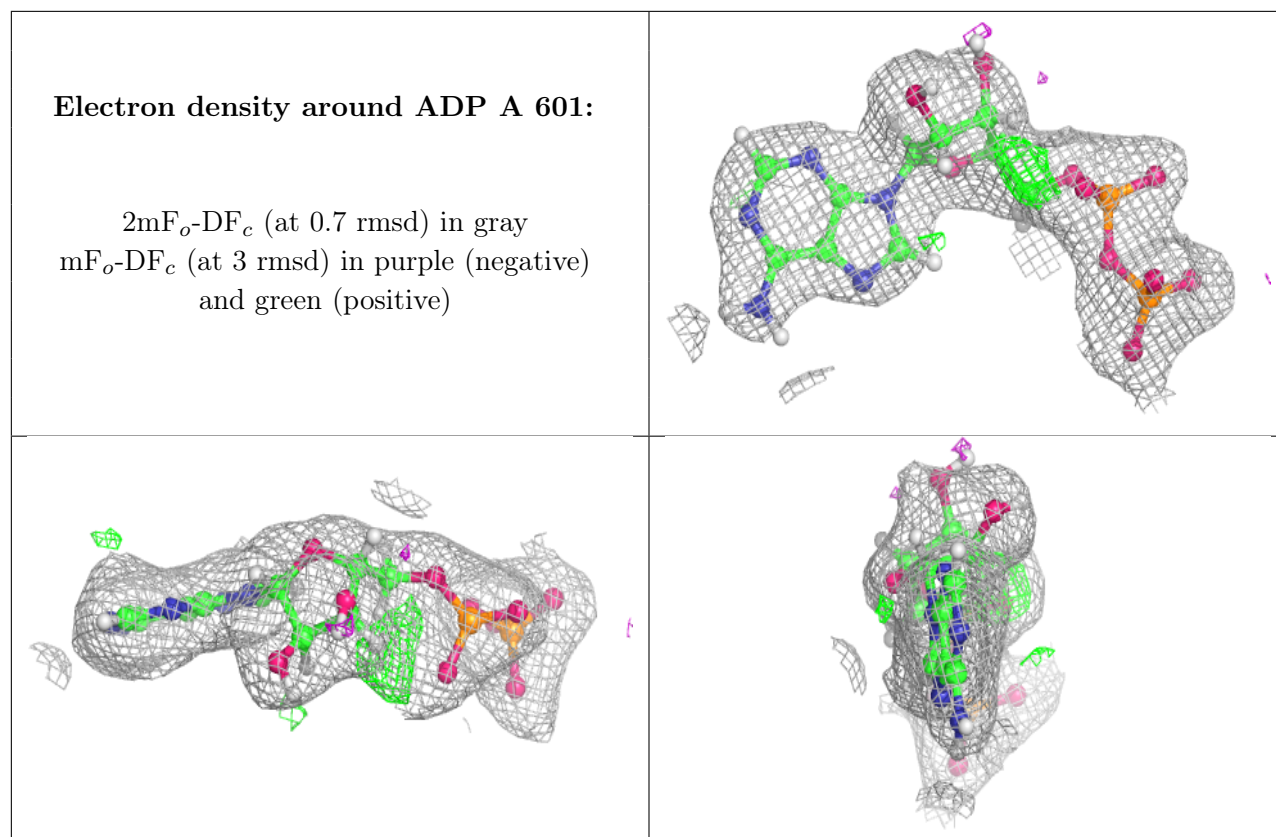 Electron density around ADP A 601:
2mFₒ-DF𝒸 (at 0.7 rmsd) in gray
mFₒ-DF𝒸 (at 3 rmsd) in purple (negative)
and green (positive)